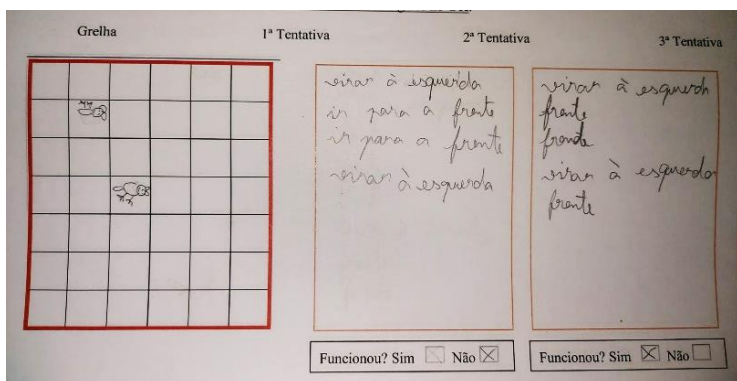 Grelha
1ª Tentativa
2ª Tentativa
3ª Tentativa
virar à esquerda
ir para a frente
ir para a frente
virar à esquerda
Funcionou? Sim Não
virar à esquerda
frente
frente
virar à esquerda
frente
Funcionou? Sim Não